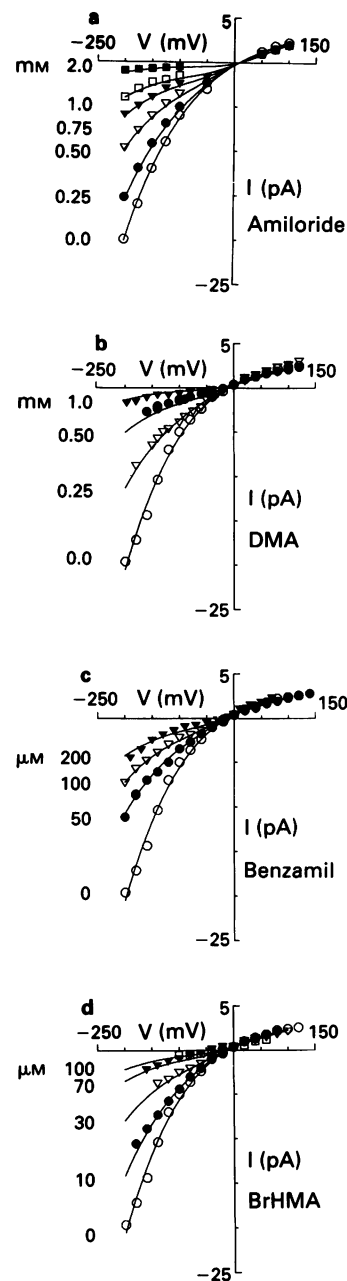 a
5
-250 V (mV) 150
mM 2.0
1.0
0.75
0.50
0.25
0.0
I (pA)
Amiloride
-25
b
5
-250 V (mV) 150
mM 1.0
0.50
0.25
0.0
I (pA)
DMA
-25
c
5
-250 V (mV) 150
μM 200
100
50
0
I (pA)
Benzamil
-25
d
5
-250 V (mV) 150
μM 100
70
30
10
0
I (pA)
BrHMA
-25